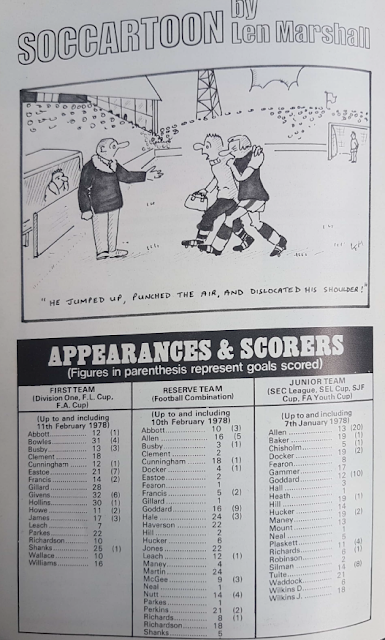 SOCCARTOON by
Len Marshall
"HE JUMPED UP, PUNCHED THE AIR, AND DISLOCATED HIS SHOULDER!"
APPEARANCES & SCORERS
(Figures in parenthesis represent goals scored)
FIRST TEAM
(Division One, F.L. Cup,
F.A. Cup)
(Up to and including
11th February 1978)
Abbott 12 (1)
Bowles 31 (4)
Busby 13 (3)
Clement 18
Cunningham 12 (1)
Eastoe 21 (7)
Francis 14 (2)
Gillard 28
Givens 32 (6)
Hollins 30 (1)
Howe 11 (2)
James 17 (3)
Leach 7
Parkes 22
Richardson 10
Shanks 25 (1)
Wallace 10
Williams 16
RESERVE TEAM
(Football Combination)
(Up to and including
10th February 1978)
Abbott 10 (3)
Allen 16 (5
Busby 3 (1)
Clement 2
Cunningham 18 (1)
Docker 4 (1)
Eastoe 2
Fearon 1
Francis 5 (2)
Gillard 1
Goddard 16 (9)
Hale 24 (3)
Haverson 22
Hill 2
Hucker 6
Jones 22
Leach 12 (1)
Maney 4
Martin 24
McGee 9 (3)
Neal 1
Nutt 14 (4)
Parkes 1
Perkins 21 (2)
Richards 8 (1)
Richardson 18
Shanks 5
JUNIOR TEAM
(SEC League, SEL Cup, SJF
Cup, FA Youth Cup)
(Up to and including
7th January 1978)
Allen 13 (20)
Baker 19 (1)
Chisholm 5 (1)
Docker 19 (2)
Fearon 8
Gammer 17
Goddard 12 (10)
Hall 3
Heath 19 (1)
Hill 14
Hucker 19 (2)
Maney 13
Mount 1
Neal 5
Plaskett 11 (4)
Richards 6 (1)
Robinson 2
Silman 14 (8)
Tuite 21
Waddock 6
Wilkins D. 18
Wilkins J.